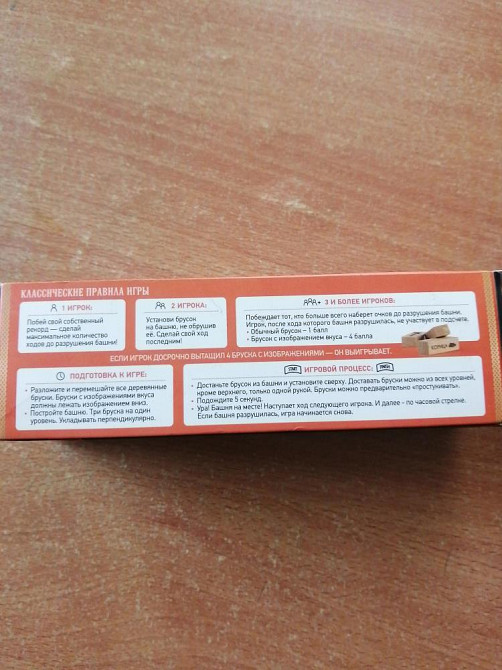 КЛАССИЧЕСКИЕ ПРАВИЛА ИГРЫ
1 ИГРОК:
Побей свой собственный
рекорд — сделай
максимальное количество
ходов до разрушения башни!
2 ИГРОКА:
Установи брусок
на башню, не обрушив
её. Сделай свой ход
последним!
3 И БОЛЕЕ ИГРОКОВ:
Побеждает тот, кто больше всего наберет очков до разрушения башни.
Игрок, после хода которого башня разрушилась, не участвует в подсчете.
• Обычный брусок – 1 балл
• Брусок с изображением вкуса – 4 балла
ЕСЛИ ИГРОК ДОСРОЧНО ВЫТАЩИЛ 4 БРУСКА С ИЗОБРАЖЕНИЯМИ — ОН ВЫИГРЫВАЕТ.
ПОДГОТОВКА К ИГРЕ:
• Разложите и перемешайте все деревянные
бруски. Бруски с изображениями вкуса
должны лежать изображением вниз.
• Постройте башню. Три бруска на один
уровень. Укладывать перпендикулярно.
ИГРОВОЙ ПРОЦЕСС:
• Достаньте брусок из башни и установите сверху. Доставать бруски можно из всех уровней,
кроме верхнего, только одной рукой. Бруски можно предварительно «простукивать».
• Подождите 5 секунд.
• Ура! Башня на месте! Наступает ход следующего игрока. И далее - по часовой стрелке.
Если башня разрушилась, игра начинается снова.